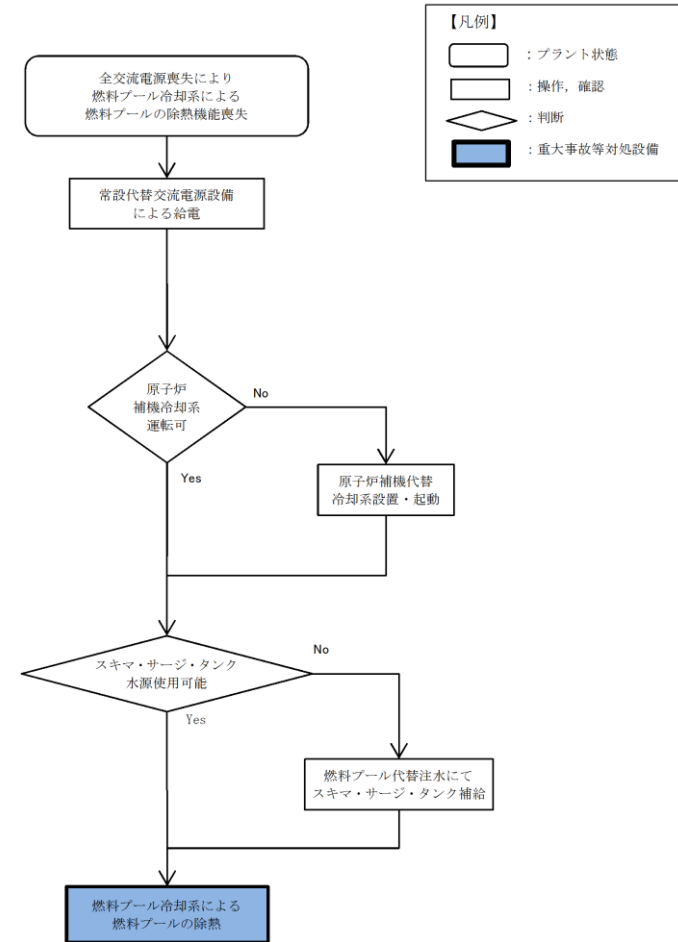 【凡例】
：プラント状態
：操作，確認
：判断
：重大事故等対処設備
全交流電源喪失により
燃料プール冷却系による
燃料プールの除熱機能喪失
常設代替交流電源設備
による給電
原子炉
補機冷却系
運転可
No
Yes
原子炉補機代替
冷却系設置・起動
スキマ・サージ・タンク
水源使用可能
No
Yes
燃料プール代替注水にて
スキマ・サージ・タンク補給
燃料プール冷却系による
燃料プールの除熱